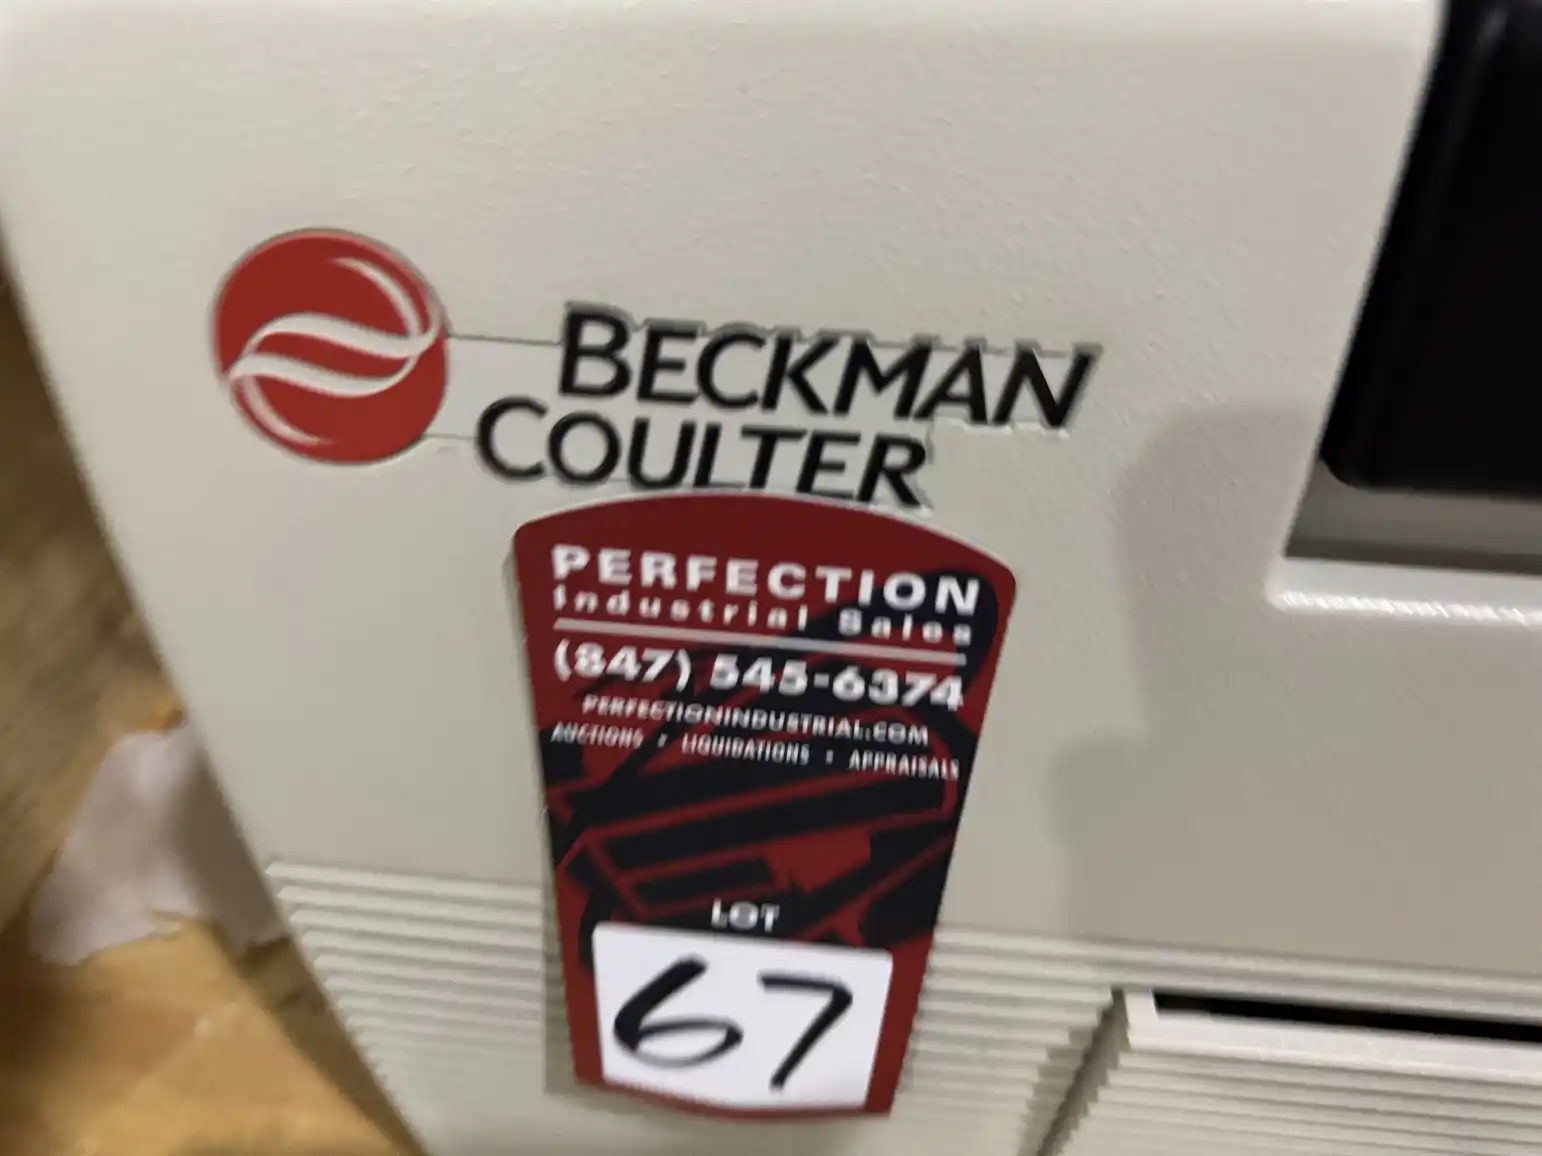 BECKMAN
COULTER
PERFECTION
Industrial Sales
(847) 545-6374
PERFECTIONINDUSTRIAL.COM
AUCTIONS • LIQUIDATIONS • APPRAISALS
LOT
67